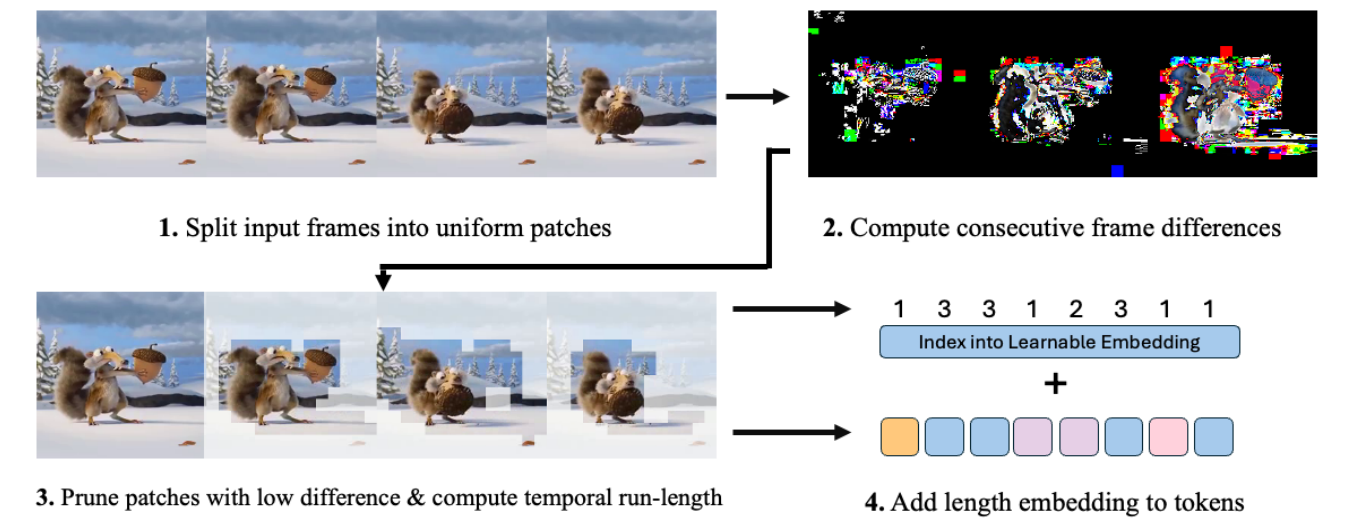 1. Split input frames into uniform patches
2. Compute consecutive frame differences
1 3 3 1 2 3 1 1
Index into Learnable Embedding
+
3. Prune patches with low difference & compute temporal run-length
4. Add length embedding to tokens